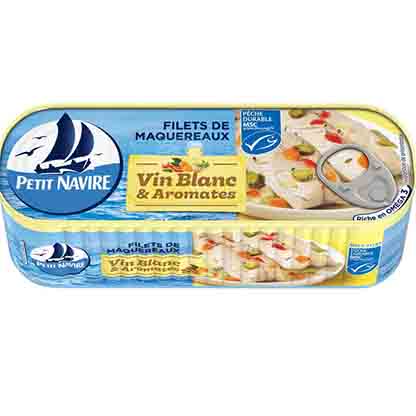 PETIT NAVIRE
FILETS DE
MAQUEREAUX
Vin Blanc
& Aromates
PÊCHE
DURABLE
MSC
Riche en OMÉGA 3
PETIT NAVIRE
FILETS DE
MAQUEREAUX
Vin Blanc
& Aromates